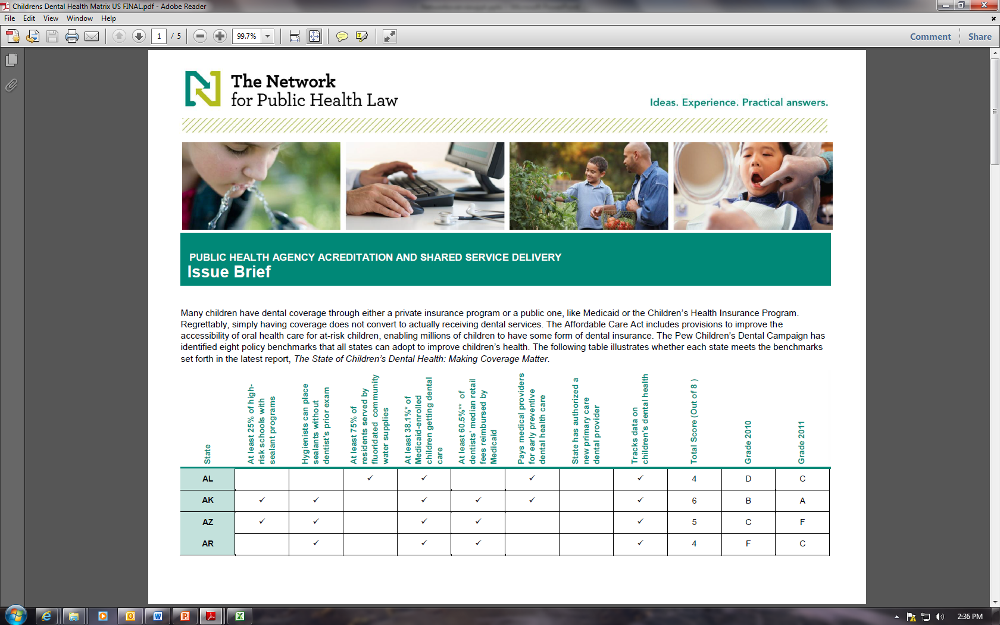 Childrens Dental Health Matrix US FINAL.pdf - Adobe Reader
File Edit View Window Help
1 / 5 99.7% Comment Share
The Network
for Public Health Law
Ideas. Experience. Practical answers.
PUBLIC HEALTH AGENCY ACREDITATION AND SHARED SERVICE DELIVERY
Issue Brief
Many children have dental coverage through either a private insurance program or a public one, like Medicaid or the Children’s Health Insurance Program.
Regrettably, simply having coverage does not convert to actually receiving dental services. The Affordable Care Act includes provisions to improve the
accessibility of oral health care for at-risk children, enabling millions of children to have some form of dental insurance. The Pew Children’s Dental Campaign has
identified eight policy benchmarks that all states can adopt to improve children’s health. The following table illustrates whether each state meets the benchmarks
set forth in the latest report, The State of Children’s Dental Health: Making Coverage Matter.
State
At least 25% of high-
risk schools with
sealant programs
Hygienists can place
sealants without
dentist’s prior exam
At least 75% of
residents served by
fluoridated community
water supplies
At least 38.1%* of
Medicaid-enrolled
children getting dental
care
At least 60.5%** of
dentists’ median retail
fees reimbursed by
Medicaid
Pays medical providers
for early preventive
dental health care
State has authorized a
new primary care
dental provider
Tracks data on
children’s dental health
Total Score (Out of 8 )
Grade 2010
Grade 2011
AL ✓ ✓ ✓ ✓ 4 D C
AK ✓ ✓ ✓ ✓ ✓ ✓ 6 B A
AZ ✓ ✓ ✓ ✓ ✓ 5 C F
AR ✓ ✓ ✓ ✓ 4 F C
2:36 PM